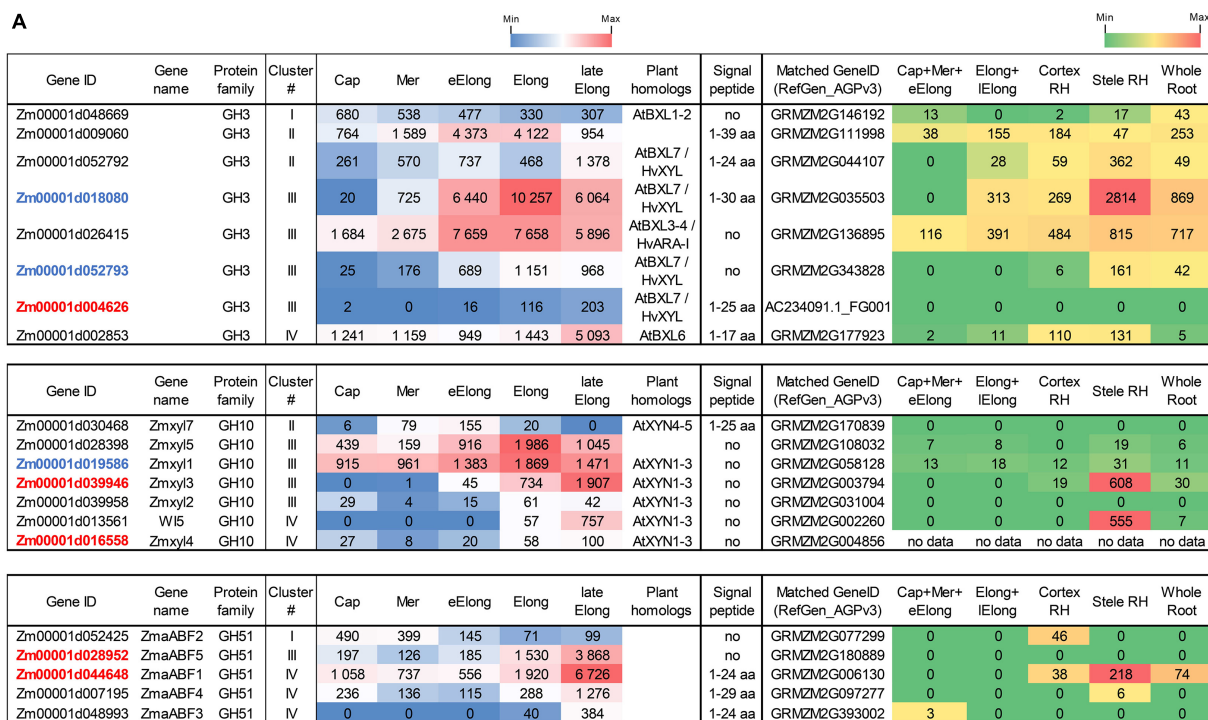 A
Min Max Min Max
Gene ID Gene name Protein family Cluster # Cap Mer eElong Elong late Elong Plant homologs Signal peptide Matched GeneID (RefGen_AGPv3) Cap+Mer+ eElong Elong+ lElong Cortex RH Stele RH Whole Root
Zm00001d048669 GH3 I 680 538 477 330 307 AtBXL1-2 no GRMZM2G146192 13 0 2 17 43
Zm00001d009060 GH3 II 764 1 589 4 373 4 122 954 1-39 aa GRMZM2G111998 38 155 184 47 253
Zm00001d052792 GH3 II 261 570 737 468 1 378 AtBXL7 / HvXYL 1-24 aa GRMZM2G044107 0 28 59 362 49
Zm00001d018080 GH3 III 20 725 6 440 10 257 6 064 AtBXL7 / HvXYL 1-30 aa GRMZM2G035503 0 313 269 2814 869
Zm00001d026415 GH3 III 1 684 2 675 7 659 7 658 5 896 AtBXL3-4 / HvARA-I no GRMZM2G136895 116 391 484 815 717
Zm00001d052793 GH3 III 25 176 689 1 151 968 AtBXL7 / HvXYL no GRMZM2G343828 0 0 6 161 42
Zm00001d004626 GH3 III 2 0 16 116 203 AtBXL7 / HvXYL 1-25 aa AC234091.1_FG001 0 0 0 0 0
Zm00001d002853 GH3 IV 1 241 1 159 949 1 443 5 093 AtBXL6 1-17 aa GRMZM2G177923 2 11 110 131 5
Gene ID Gene name Protein family Cluster # Cap Mer eElong Elong late Elong Plant homologs Signal peptide Matched GeneID (RefGen_AGPv3) Cap+Mer+ eElong Elong+ lElong Cortex RH Stele RH Whole Root
Zm00001d030468 Zmxyl7 GH10 II 6 79 155 20 0 AtXYN4-5 1-25 aa GRMZM2G170839 0 0 0 0 0
Zm00001d028398 Zmxyl5 GH10 III 439 159 916 1 986 1 045 no GRMZM2G108032 7 8 0 19 6
Zm00001d019586 Zmxyl1 GH10 III 915 961 1 383 1 869 1 471 AtXYN1-3 no GRMZM2G058128 13 18 12 31 11
Zm00001d039946 Zmxyl3 GH10 III 0 1 45 734 1 907 AtXYN1-3 no GRMZM2G003794 0 0 19 608 30
Zm00001d039958 Zmxyl2 GH10 III 29 4 15 61 42 AtXYN1-3 no GRMZM2G031004 0 0 0 0 0
Zm00001d013561 WI5 GH10 IV 0 0 0 57 757 AtXYN1-3 no GRMZM2G002260 0 0 0 555 7
Zm00001d016558 Zmxyl4 GH10 IV 27 8 20 58 100 AtXYN1-3 no GRMZM2G004856 no data no data no data no data no data
Gene ID Gene name Protein family Cluster # Cap Mer eElong Elong late Elong Plant homologs Signal peptide Matched GeneID (RefGen_AGPv3) Cap+Mer+ eElong Elong+ lElong Cortex RH Stele RH Whole Root
Zm00001d052425 ZmaABF2 GH51 I 490 399 145 71 99 no GRMZM2G077299 0 0 46 0 0
Zm00001d028952 ZmaABF5 GH51 III 197 126 185 1 530 3 868 no GRMZM2G180889 0 0 0 0 0
Zm00001d044648 ZmaABF1 GH51 IV 1 058 737 556 1 920 6 726 1-24 aa GRMZM2G006130 0 0 38 218 74
Zm00001d007195 ZmaABF4 GH51 IV 236 136 115 288 1 276 1-29 aa GRMZM2G097277 0 0 0 6 0
Zm00001d048993 ZmaABF3 GH51 IV 0 0 0 40 384 1-24 aa GRMZM2G393002 3 0 0 0 0